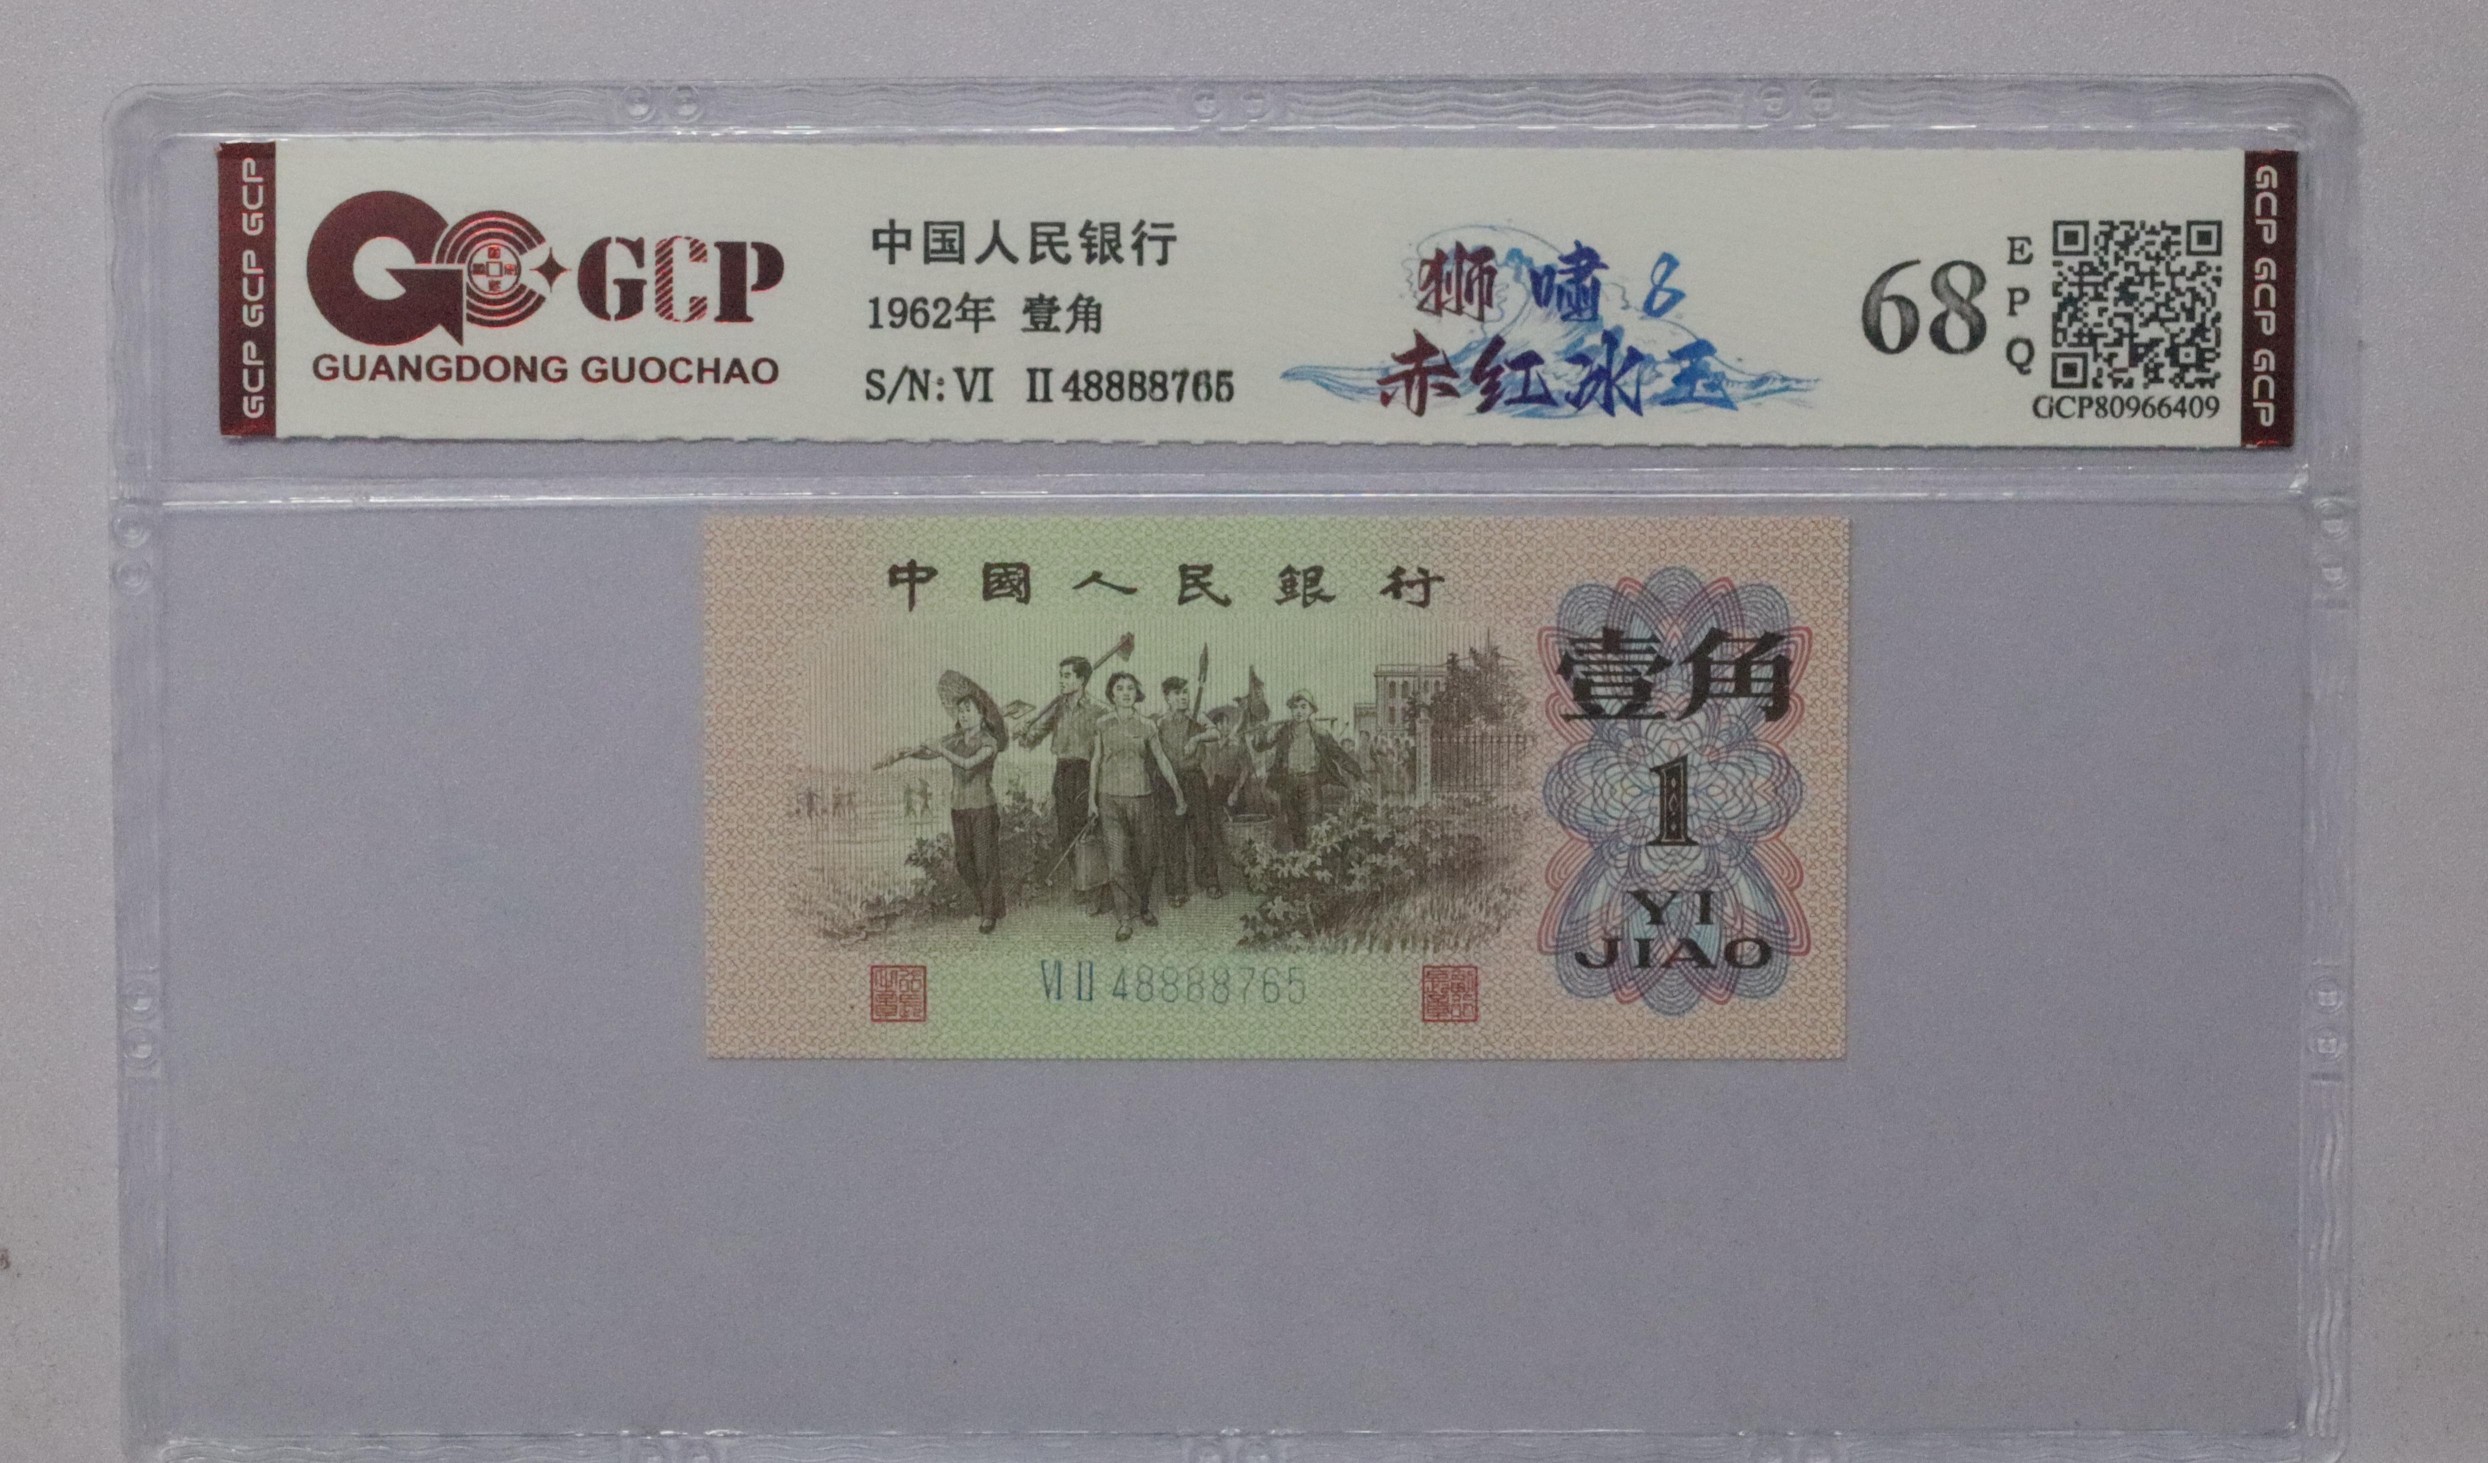 GCP GCP GCP
GCP
GUANGDONG GUOCHAO
中国人民银行
1962年 壹角
S/N: VI II 48888765
狮啸8
赤红冰玉
68
EPQ
GCP80966409
GCP GCP GCP
中國人民銀行
壹角
1
YI
JIAO
VI II 48888765